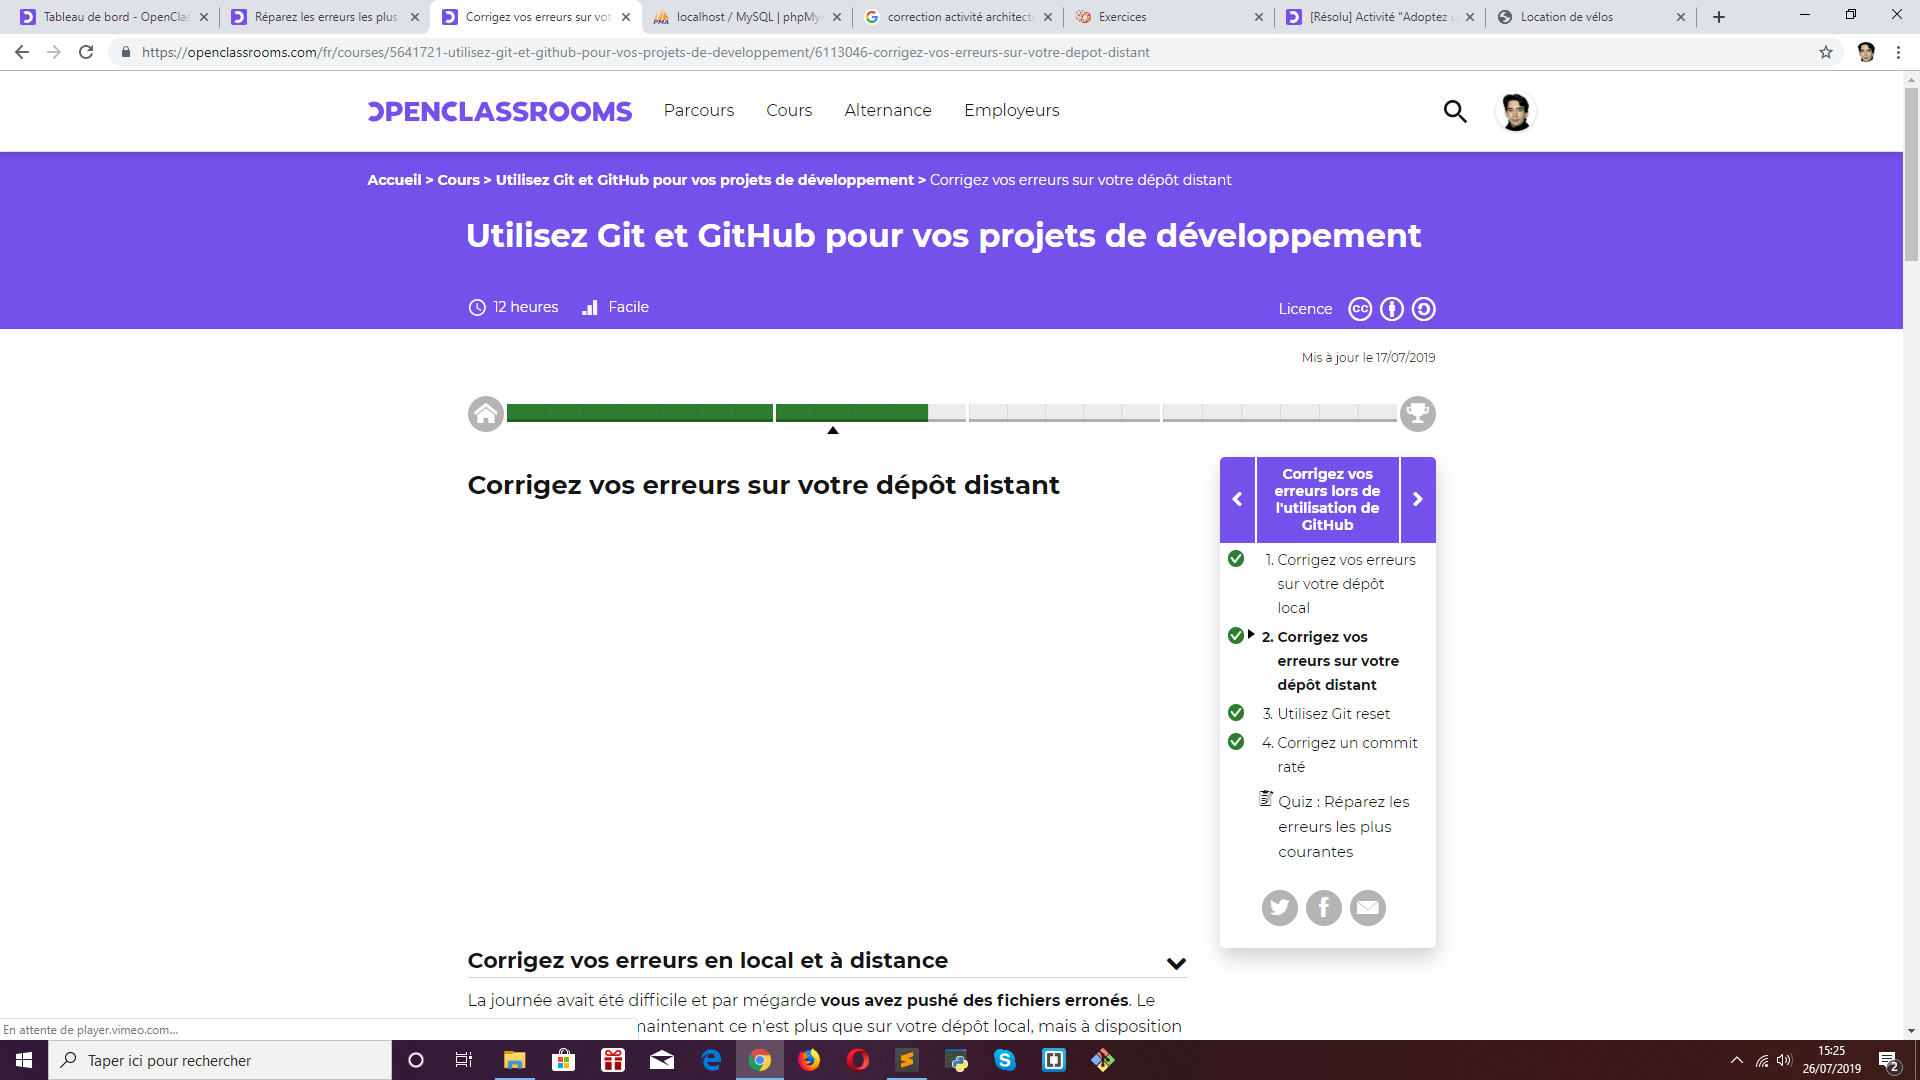 Tableau de bord - OpenClas
Réparez les erreurs les plus
Corrigez vos erreurs sur vot
localhost / MySQL | phpMyA
correction activité architectu
Exercices
[Résolu] Activité "Adoptez u
Location de vélos
https://openclassrooms.com/fr/courses/5641721-utilisez-git-et-github-pour-vos-projets-de-developpement/6113046-corrigez-vos-erreurs-sur-votre-depot-distant
OPENCLASSROOMS
Parcours
Cours
Alternance
Employeurs
Accueil > Cours > Utilisez Git et GitHub pour vos projets de développement > Corrigez vos erreurs sur votre dépôt distant
Utilisez Git et GitHub pour vos projets de développement
12 heures
Facile
Licence
cc
Mis à jour le 17/07/2019
Corrigez vos erreurs sur votre dépôt distant
Corrigez vos
erreurs lors de
l'utilisation de
GitHub
1. Corrigez vos erreurs
sur votre dépôt
local
2. Corrigez vos
erreurs sur votre
dépôt distant
3. Utilisez Git reset
4. Corrigez un commit
raté
Quiz : Réparez les
erreurs les plus
courantes
Corrigez vos erreurs en local et à distance
La journée avait été difficile et par mégarde vous avez pushé des fichiers erronés. Le
maintenant ce n'est plus que sur votre dépôt local, mais à disposition
En attente de player.vimeo.com...
Taper ici pour rechercher
15:25
26/07/2019
2